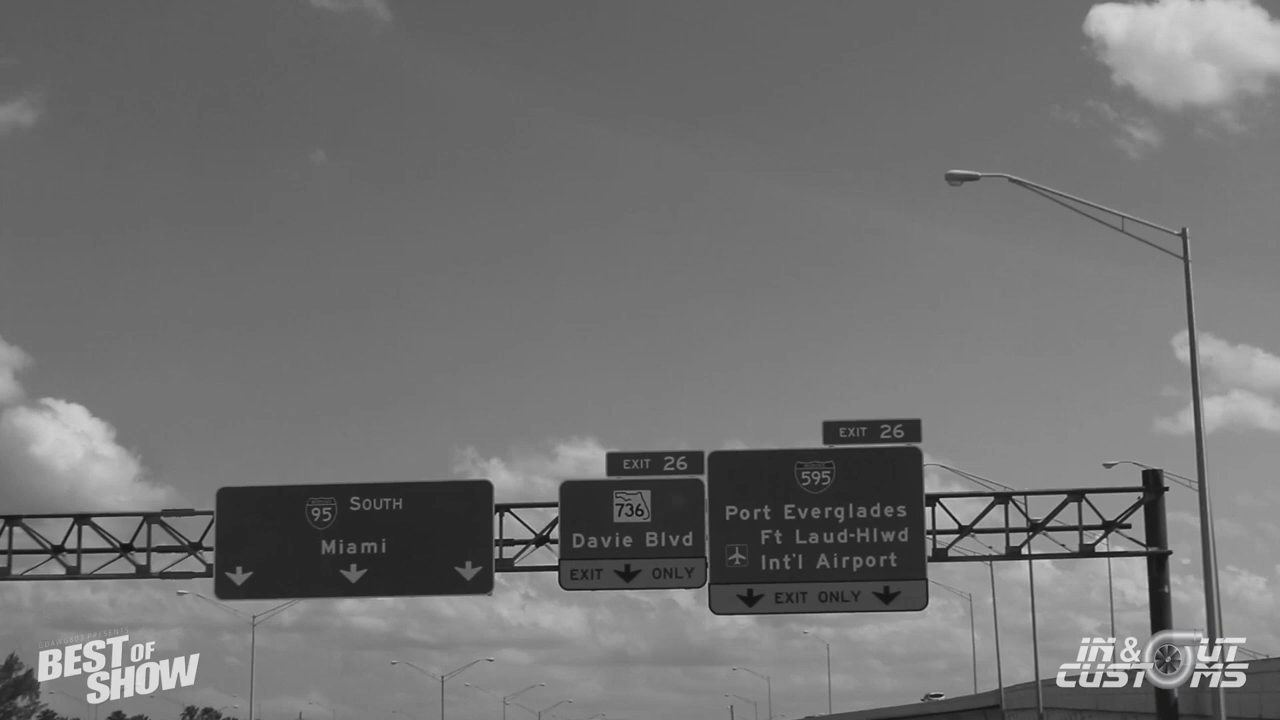 EXIT 26
EXIT 26
95 SOUTH
Miami
736
Davie Blvd
EXIT ONLY
595
Port Everglades
Ft Laud-Hlwd
Int'l Airport
EXIT ONLY
PRESENTS
BEST OF
SHOW
IN & OUT
CUSTOMS